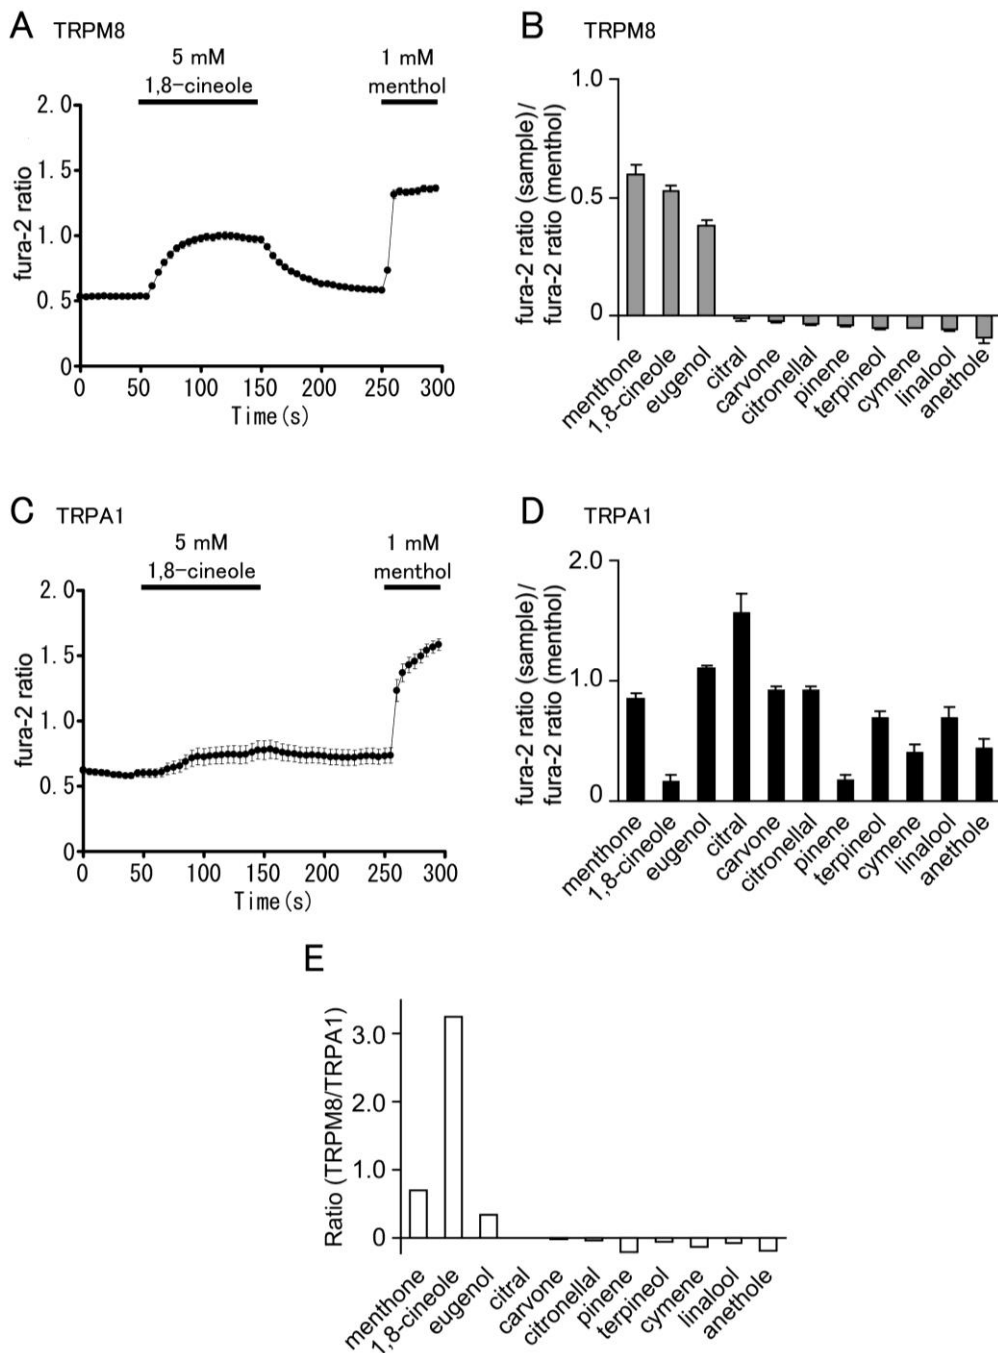 A TRPM8
5 mM
1,8-cineole
1 mM
menthol
fura-2 ratio
2.0
1.5
1.0
0.5
0
0 50 100 150 200 250 300
Time(s)
B TRPM8
fura-2 ratio (sample)/
fura-2 ratio (menthol)
1.0
0.5
0
menthone
1,8-cineole
eugenol
citral
carvone
citronellal
pinene
terpineol
cymene
linalool
anethole
C TRPA1
5 mM
1,8-cineole
1 mM
menthol
fura-2 ratio
2.0
1.5
1.0
0.5
0
0 50 100 150 200 250 300
Time(s)
D TRPA1
fura-2 ratio (sample)/
fura-2 ratio (menthol)
2.0
1.0
0
menthone
1,8-cineole
eugenol
citral
carvone
citronellal
pinene
terpineol
cymene
linalool
anethole
E
Ratio (TRPM8/TRPA1)
3.0
2.0
1.0
0
menthone
1,8-cineole
eugenol
citral
carvone
citronellal
pinene
terpineol
cymene
linalool
anethole